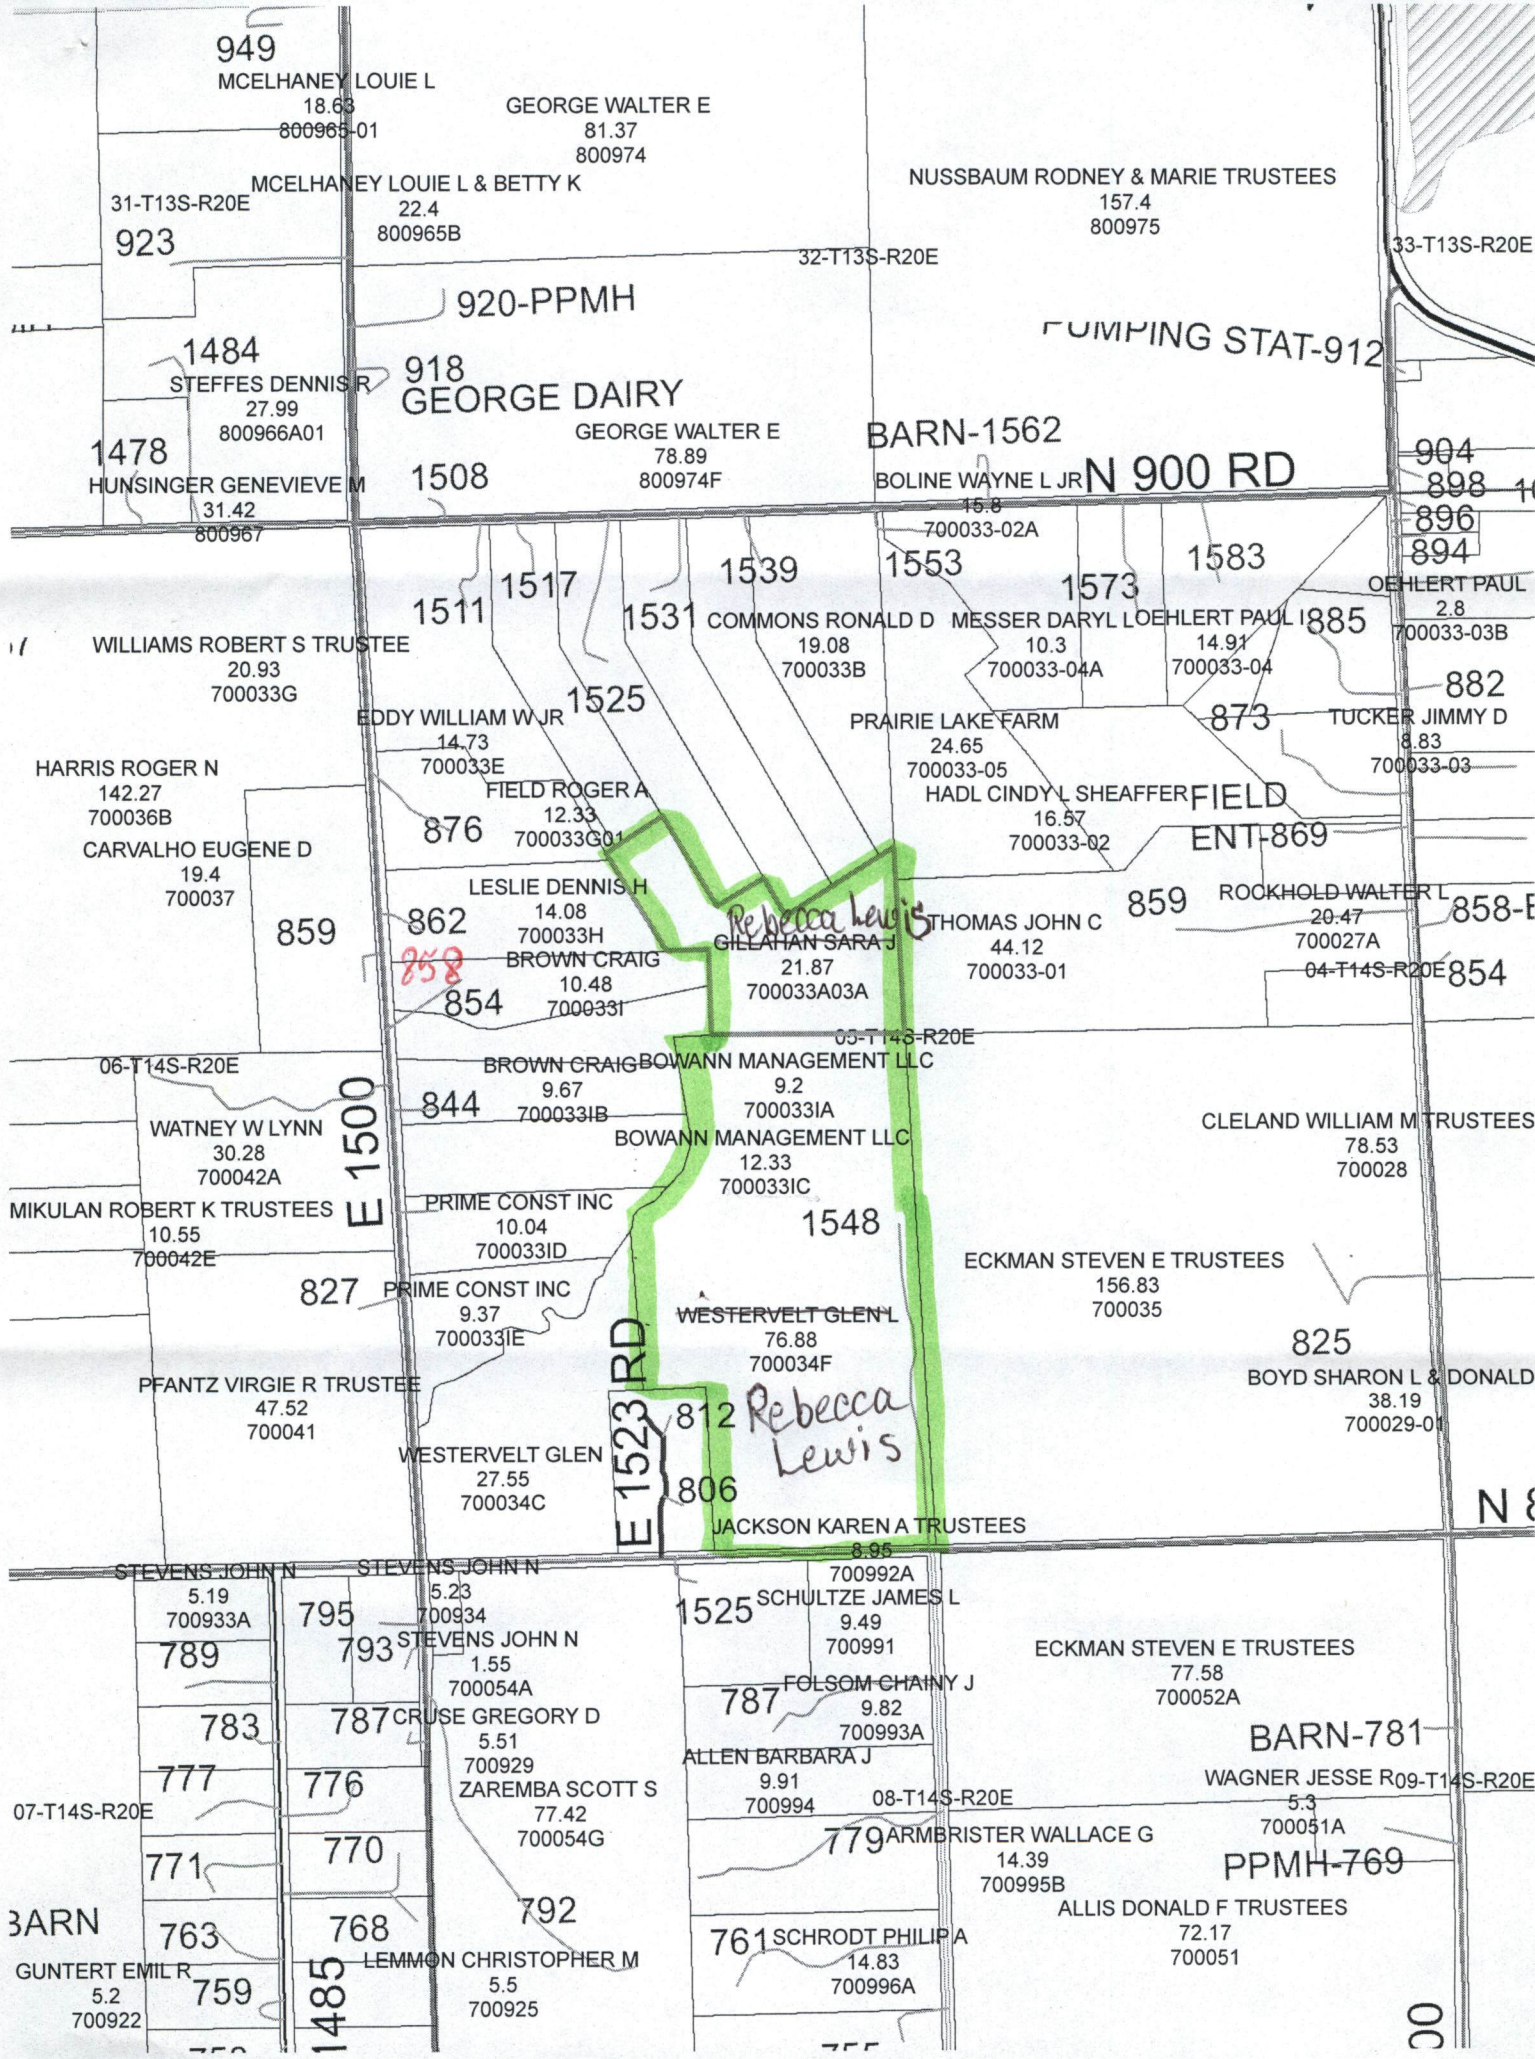 949
MCELHANEY LOUIE L
18.63
800965-01
GEORGE WALTER E
81.37
800974
31-T13S-R20E
MCELHANEY LOUIE L & BETTY K
22.4
800965B
923
NUSSBAUM RODNEY & MARIE TRUSTEES
157.4
800975
32-T13S-R20E
33-T13S-R20E
920-PPMH
PUMPING STAT-912
1484
STEFFES DENNIS R
27.99
800966A01
918
GEORGE DAIRY
GEORGE WALTER E
78.89
800974F
BARN-1562
1478
HUNSINGER GENEVIEVE M
31.42
800967
1508
BOLINE WAYNE L JR
15.8
700033-02A
N 900 RD
904
898
896
894
1511
1517
1531
1539
1553
1573
1583
OEHLERT PAUL
2.8
700033-03B
WILLIAMS ROBERT S TRUSTEE
20.93
700033G
COMMONS RONALD D
19.08
700033B
MESSER DARYL L
10.3
700033-04A
OEHLERT PAUL I
14.91
700033-04
885
882
1525
EDDY WILLIAM W JR
14.73
700033E
PRAIRIE LAKE FARM
24.65
700033-05
873
TUCKER JIMMY D
8.83
700033-03
HARRIS ROGER N
142.27
700036B
FIELD ROGER A
12.33
700033G01
876
HADL CINDY L SHEAFFER
16.57
700033-02
FIELD
ENT-869
CARVALHO EUGENE D
19.4
700037
859
862
LESLIE DENNIS H
14.08
700033H
Rebecca Lewis
GILLAHAN SARA J
21.87
700033A03A
THOMAS JOHN C
44.12
700033-01
859
ROCKHOLD WALTER L
20.47
700027A
858-E
858
BROWN CRAIG
10.48
700033I
854
04-T14S-R20E
854
05-T14S-R20E
06-T14S-R20E
BROWN CRAIG
9.67
700033IB
BOWANN MANAGEMENT LLC
9.2
700033IA
844
E 1500
WATNEY W LYNN
30.28
700042A
BOWANN MANAGEMENT LLC
12.33
700033IC
CLELAND WILLIAM M TRUSTEES
78.53
700028
MIKULAN ROBERT K TRUSTEES
10.55
700042E
PRIME CONST INC
10.04
700033ID
1548
827
PRIME CONST INC
9.37
700033IE
ECKMAN STEVEN E TRUSTEES
156.83
700035
WESTERVELT GLEN L
76.88
700034F
825
PFANTZ VIRGIE R TRUSTEE
47.52
700041
BOYD SHARON L & DONALD
38.19
700029-01
E 1523 RD
812
Rebecca
Lewis
WESTERVELT GLEN
27.55
700034C
806
N 8
JACKSON KAREN A TRUSTEES
8.95
700992A
STEVENS JOHN N
5.19
700933A
STEVENS JOHN N
5.23
700934
795
1525
SCHULTZE JAMES L
9.49
700991
789
793
STEVENS JOHN N
1.55
700054A
ECKMAN STEVEN E TRUSTEES
77.58
700052A
787
FOLSOM CHAINY J
9.82
700993A
783
787
CRUSE GREGORY D
5.51
700929
BARN-781
777
776
ZAREMBA SCOTT S
77.42
700054G
ALLEN BARBARA J
9.91
700994
08-T14S-R20E
WAGNER JESSE R
5.3
700051A
09-T14S-R20E
07-T14S-R20E
771
770
779
ARMBRISTER WALLACE G
14.39
700995B
PPMH-769
BARN
763
768
792
ALLIS DONALD F TRUSTEES
72.17
700051
761
SCHRODT PHILIP A
14.83
700996A
GUNTERT EMIL R
5.2
700922
759
1485
LEMMON CHRISTOPHER M
5.5
700925
00
755